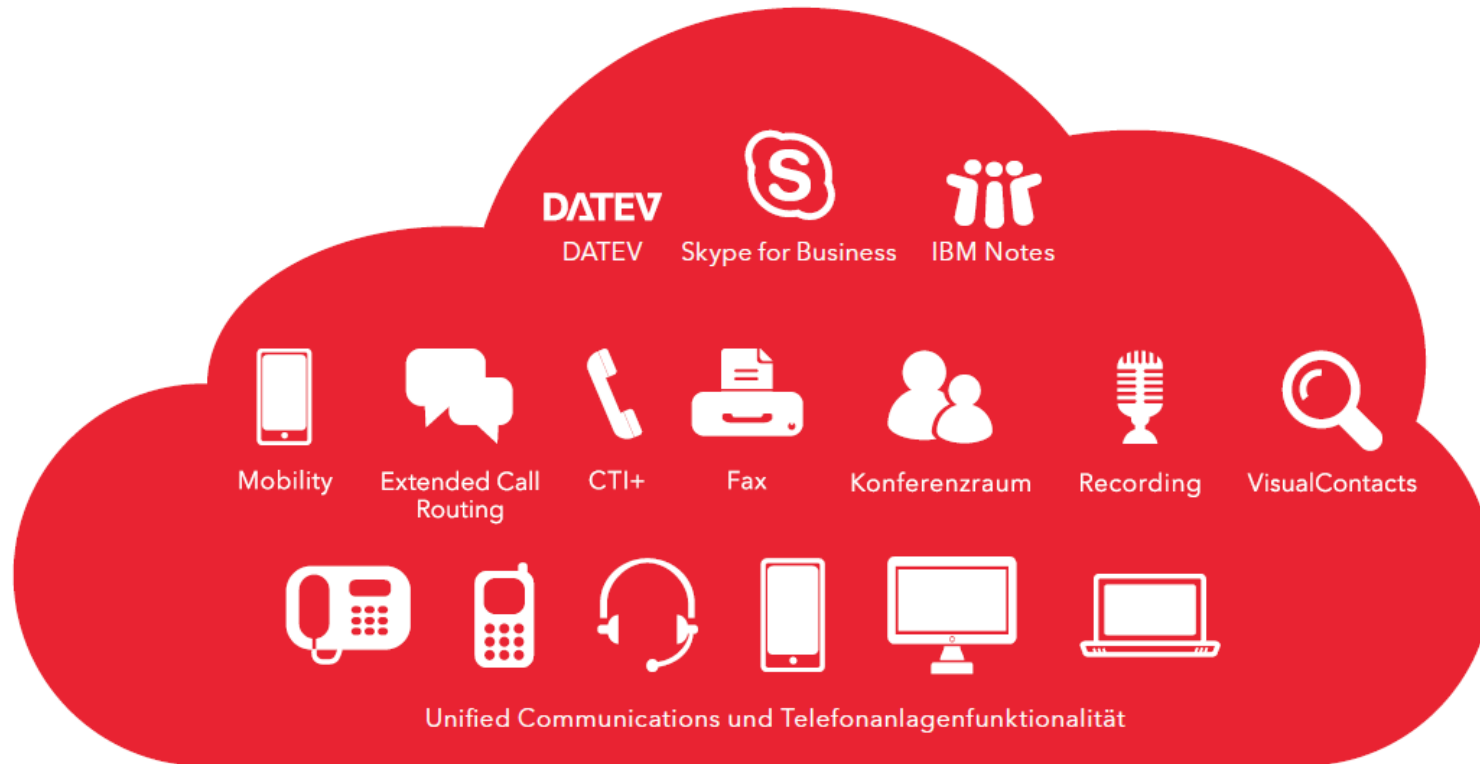 DATEV
S
DATEV
Skype for Business
IBM Notes
Mobility
Extended Call
Routing
CTI+
Fax
Konferenzraum
Recording
VisualContacts
Unified Communications und Telefonanlagenfunktionalität